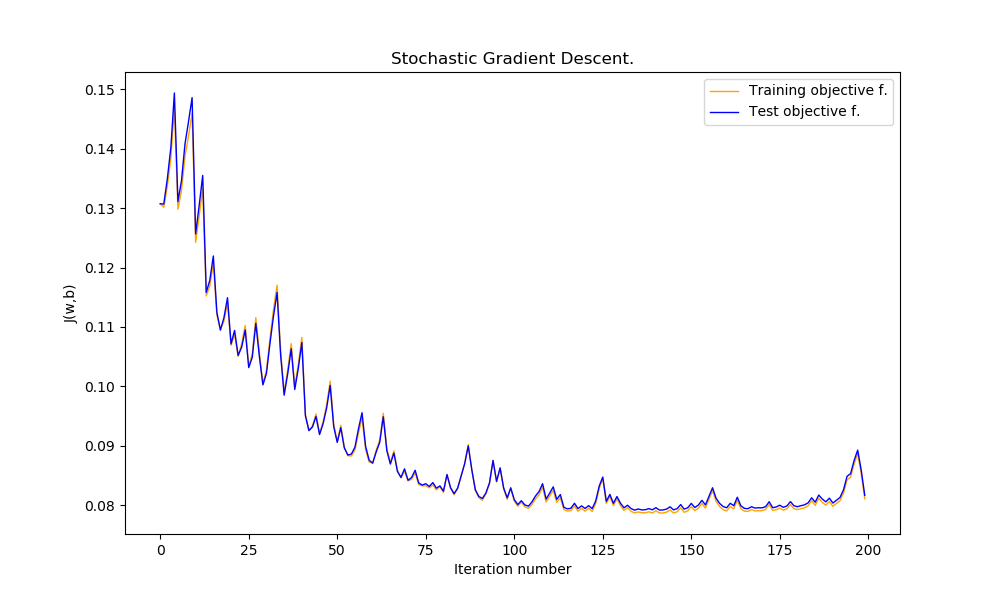 Stochastic Gradient Descent.
Training objective f.
Test objective f.
J(w,b)
0.15
0.14
0.13
0.12
0.11
0.10
0.09
0.08
0 25 50 75 100 125 150 175 200
Iteration number